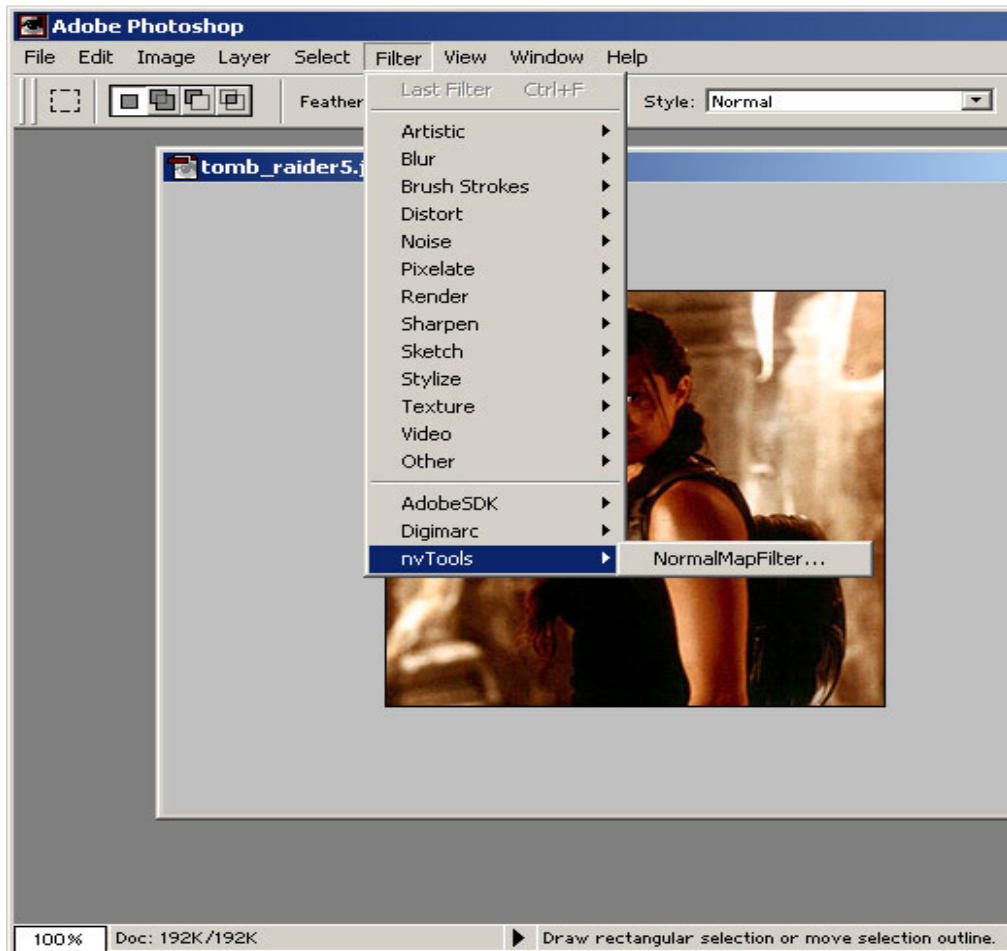 Adobe Photoshop
File Edit Image Layer Select Filter View Window Help
Feather
Style: Normal
Last Filter Ctrl+F
tomb_raider5.j
Artistic
Blur
Brush Strokes
Distort
Noise
Pixelate
Render
Sharpen
Sketch
Stylize
Texture
Video
Other
AdobeSDK
Digimarc
nvTools
NormalMapFilter...
100% Doc: 192K/192K Draw rectangular selection or move selection outline.